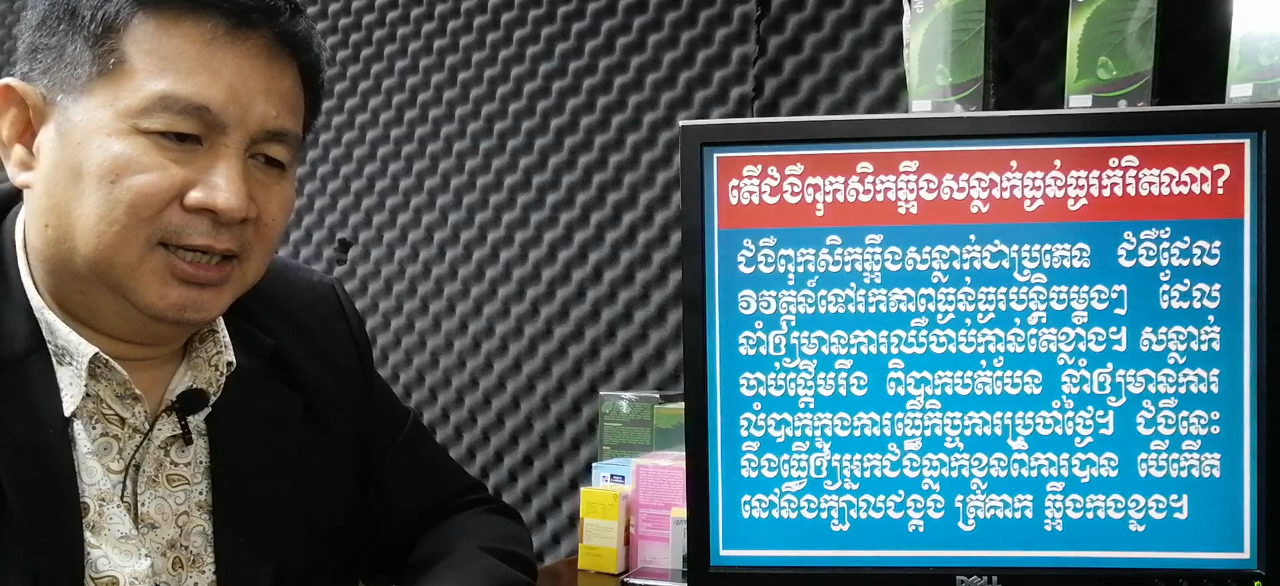 តើជំងឺពុកសិកឆ្អឹងសន្លាក់ធ្ងន់ធ្ងរកំរិតណា?
ជំងឺពុកសិកឆ្អឹងសន្លាក់ជាប្រភេទ ជំងឺដែល
វិវត្តន៍ទៅរកភាពធ្ងន់ធ្ងរបន្តិចម្តងៗ ដែល
នាំឲ្យមានការឈឺចាប់កាន់តែខ្លាំង។ សន្លាក់
ចាប់ផ្តើមរឹង ពិបាកបត់បែន នាំឲ្យមានការ
លំបាកក្នុងការធ្វើកិច្ចការប្រចាំថ្ងៃ។ ជំងឺនេះ
នឹងធ្វើឲ្យអ្នកជំងឺធ្លាក់ខ្លួនពិការបាន បើកើត
នៅនឹងក្បាលជង្គង់ ត្រគាក ឆ្អឹងកងខ្នង។
DELL